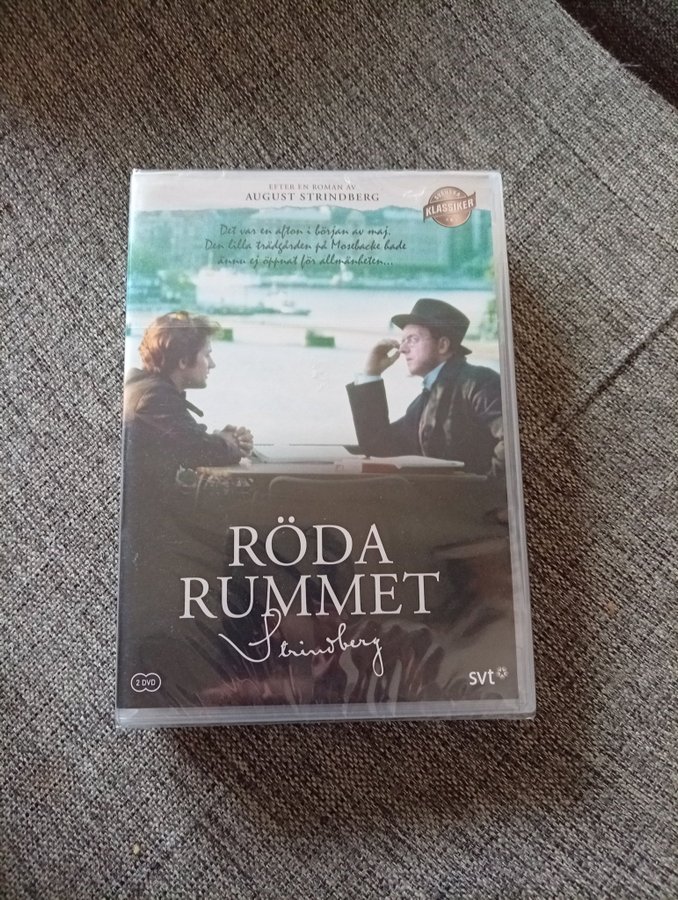 EFTER EN ROMAN AV
AUGUST STRINDBERG
SVENSKA
KLASSIKER
Det var en afton i början av maj.
Den lilla trädgården på Mosebacke hade
ännu ej öppnat för allmänheten...
RÖDA
RUMMET
Strindberg
2 DVD
svt